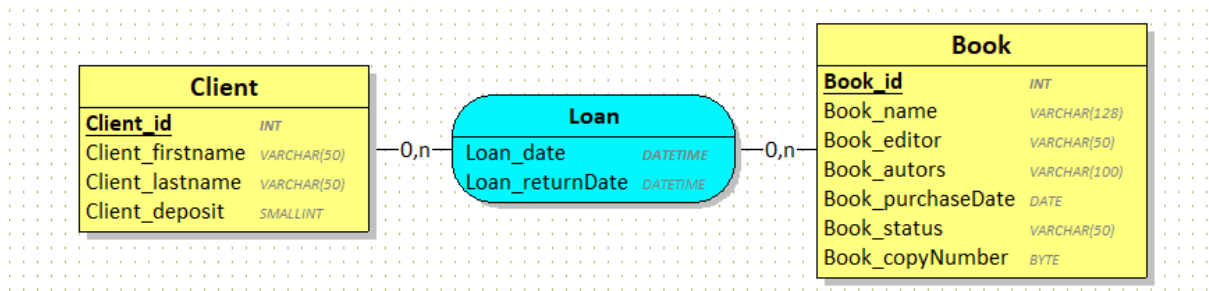 Client
Client_id INT
Client_firstname VARCHAR(50)
Client_lastname VARCHAR(50)
Client_deposit SMALLINT
0,n
Loan
Loan_date DATETIME
Loan_returnDate DATETIME
0,n
Book
Book_id INT
Book_name VARCHAR(128)
Book_editor VARCHAR(50)
Book_autors VARCHAR(100)
Book_purchaseDate DATE
Book_status VARCHAR(50)
Book_copyNumber BYTE